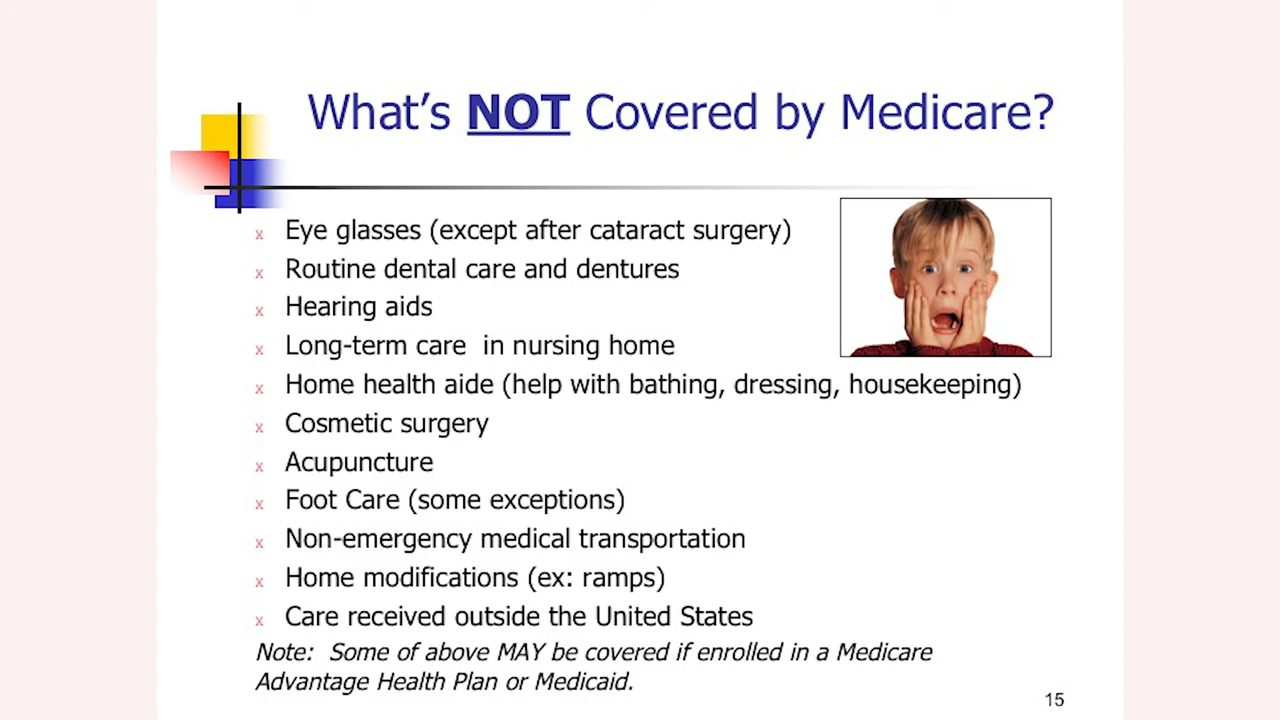 What's NOT Covered by Medicare?
x Eye glasses (except after cataract surgery)
x Routine dental care and dentures
x Hearing aids
x Long-term care  in nursing home
x Home health aide (help with bathing, dressing, housekeeping)
x Cosmetic surgery
x Acupuncture
x Foot Care (some exceptions)
x Non-emergency medical transportation
x Home modifications (ex: ramps)
x Care received outside the United States
Note:  Some of above MAY be covered if enrolled in a Medicare
Advantage Health Plan or Medicaid.
15